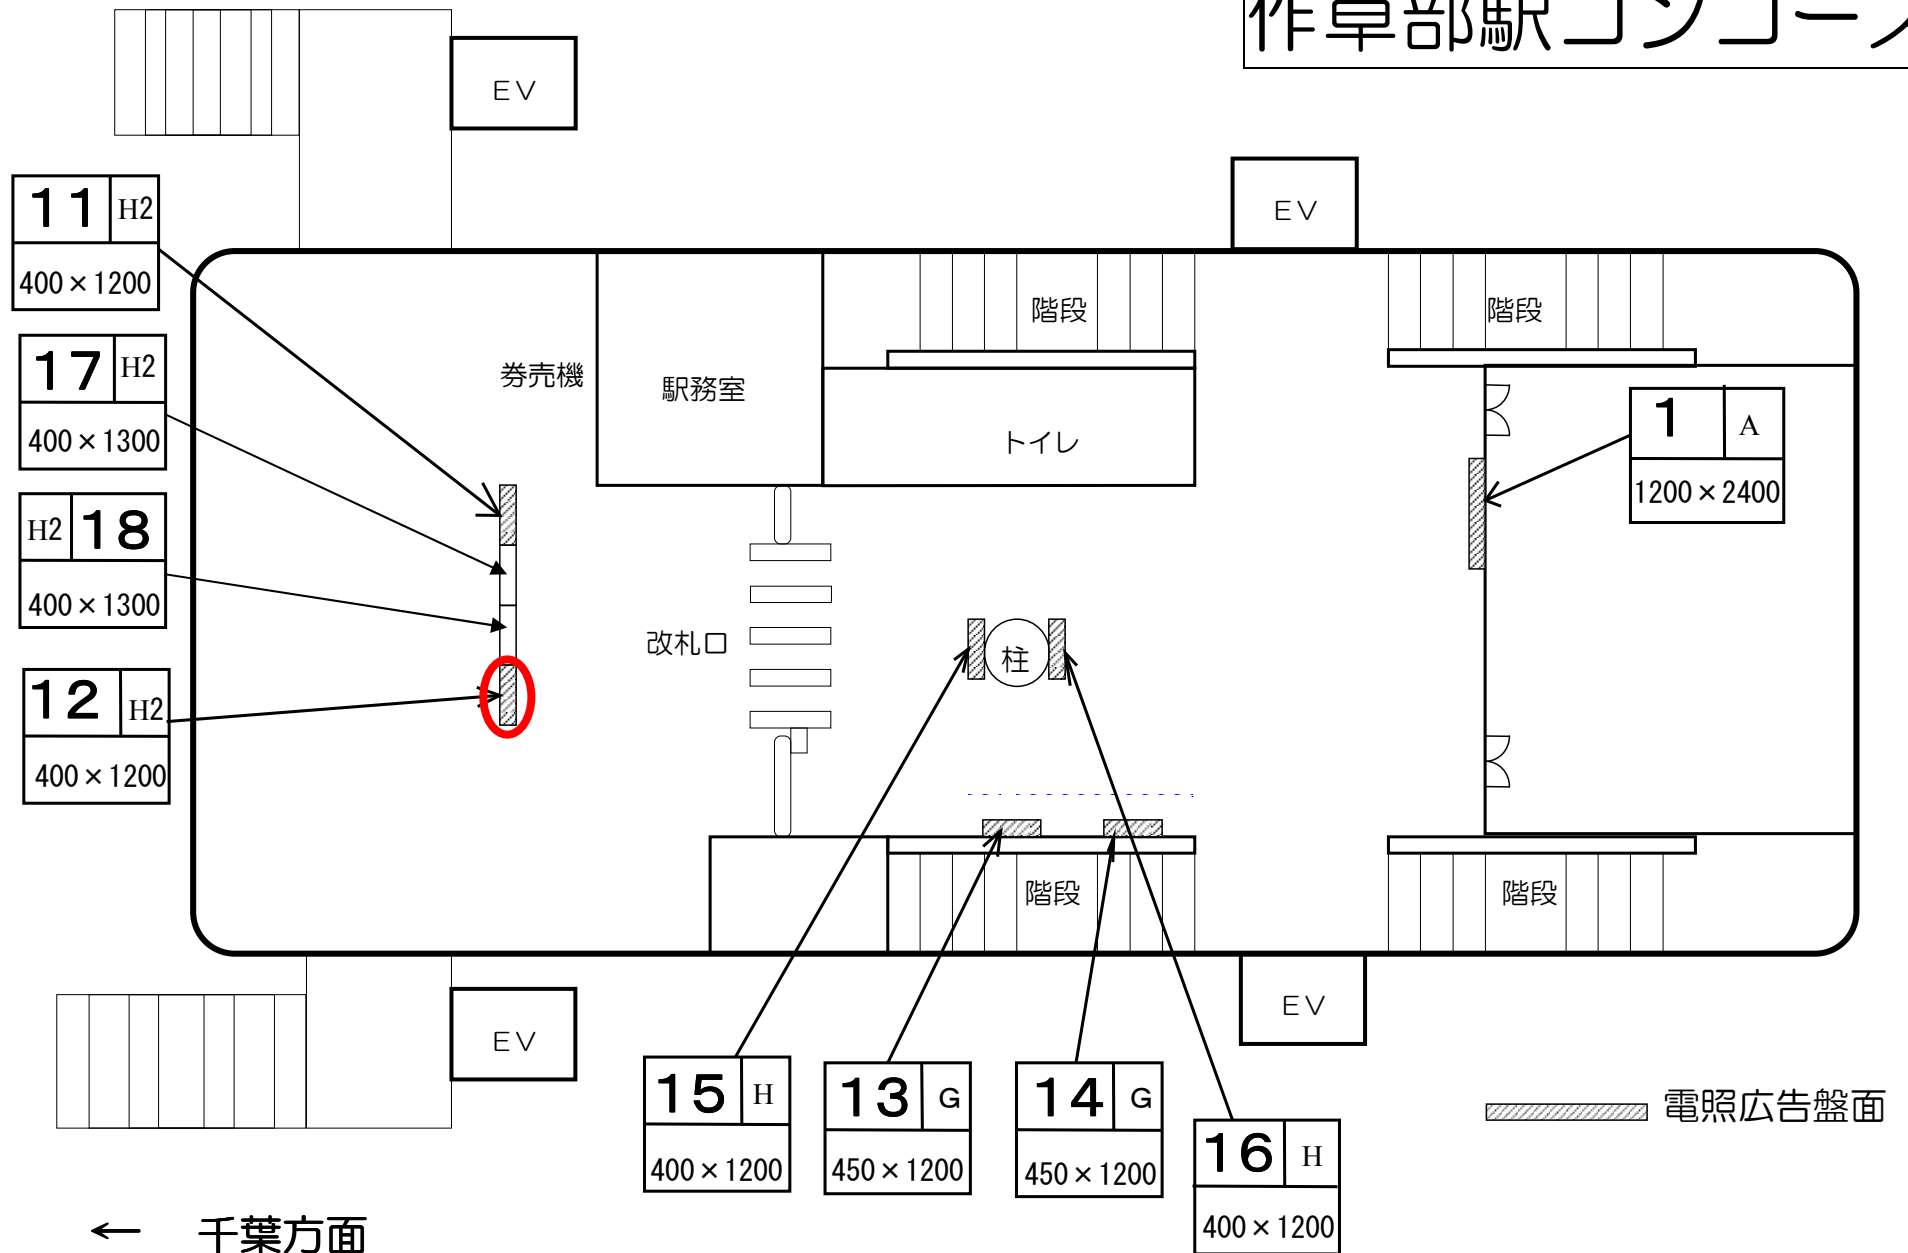 作草部駅コンコース
EV
EV
11 H2
400×1200
17 H2
400×1300
H2 18
400×1300
12 H2
400×1200
券売機
駅務室
階段
階段
トイレ
1 A
1200×2400
改札口
柱
階段
階段
EV
EV
15 H
400×1200
13 G
450×1200
14 G
450×1200
16 H
400×1200
電照広告盤面
← 千葉方面